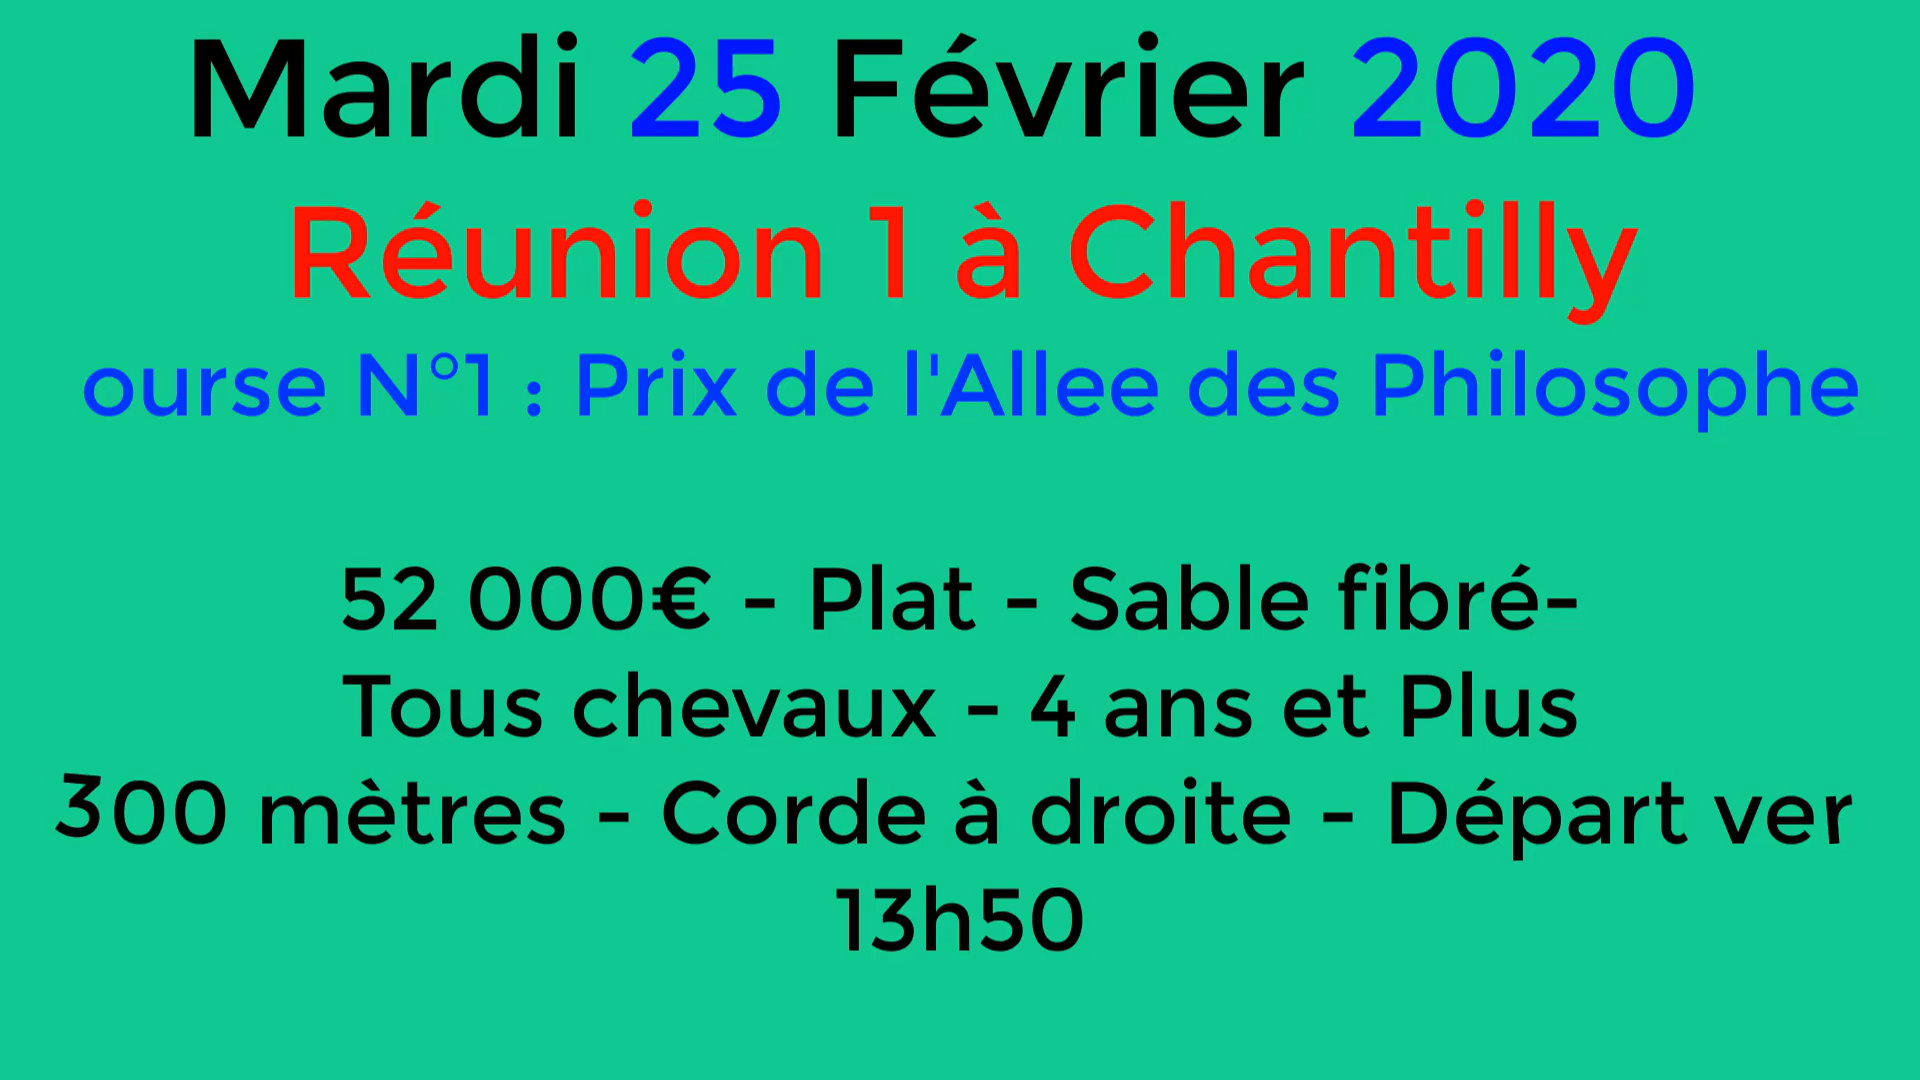 Mardi 25 Février 2020
Réunion 1 à Chantilly
ourse N°1 : Prix de l'Allee des Philosophe
52 000€ - Plat - Sable fibré-
Tous chevaux - 4 ans et Plus
300 mètres - Corde à droite - Départ ver
13h50